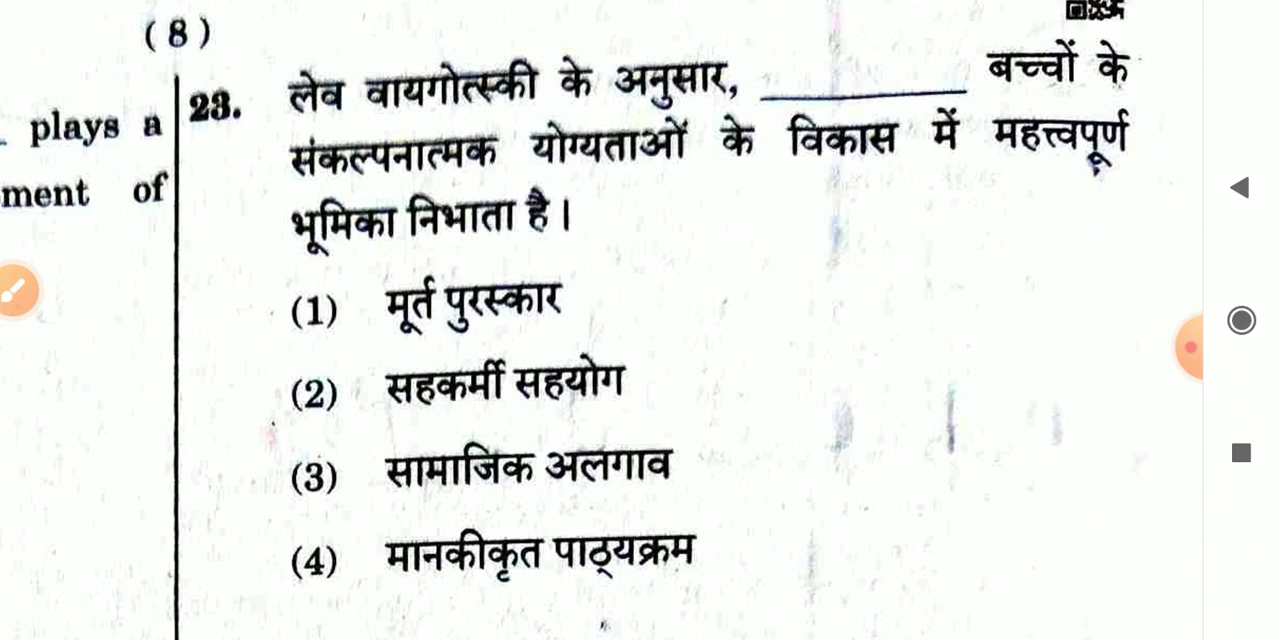 (8)
plays a
ment of
23. लेव वायगोत्स्की के अनुसार, __________ बच्चों के
संकल्पनात्मक योग्यताओं के विकास में महत्त्वपूर्ण
भूमिका निभाता है।
(1) मूर्त पुरस्कार
(2) सहकर्मी सहयोग
(3) सामाजिक अलगाव
(4) मानकीकृत पाठ्यक्रम